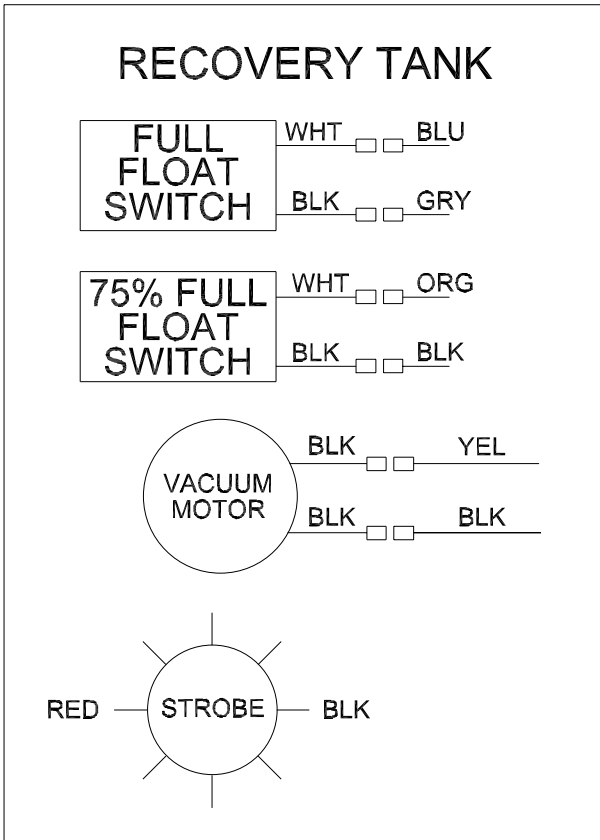 RECOVERY TANK
FULL
FLOAT
SWITCH
WHT BLU
BLK GRY
75% FULL
FLOAT
SWITCH
WHT ORG
BLK BLK
VACUUM
MOTOR
BLK YEL
BLK BLK
RED STROBE BLK